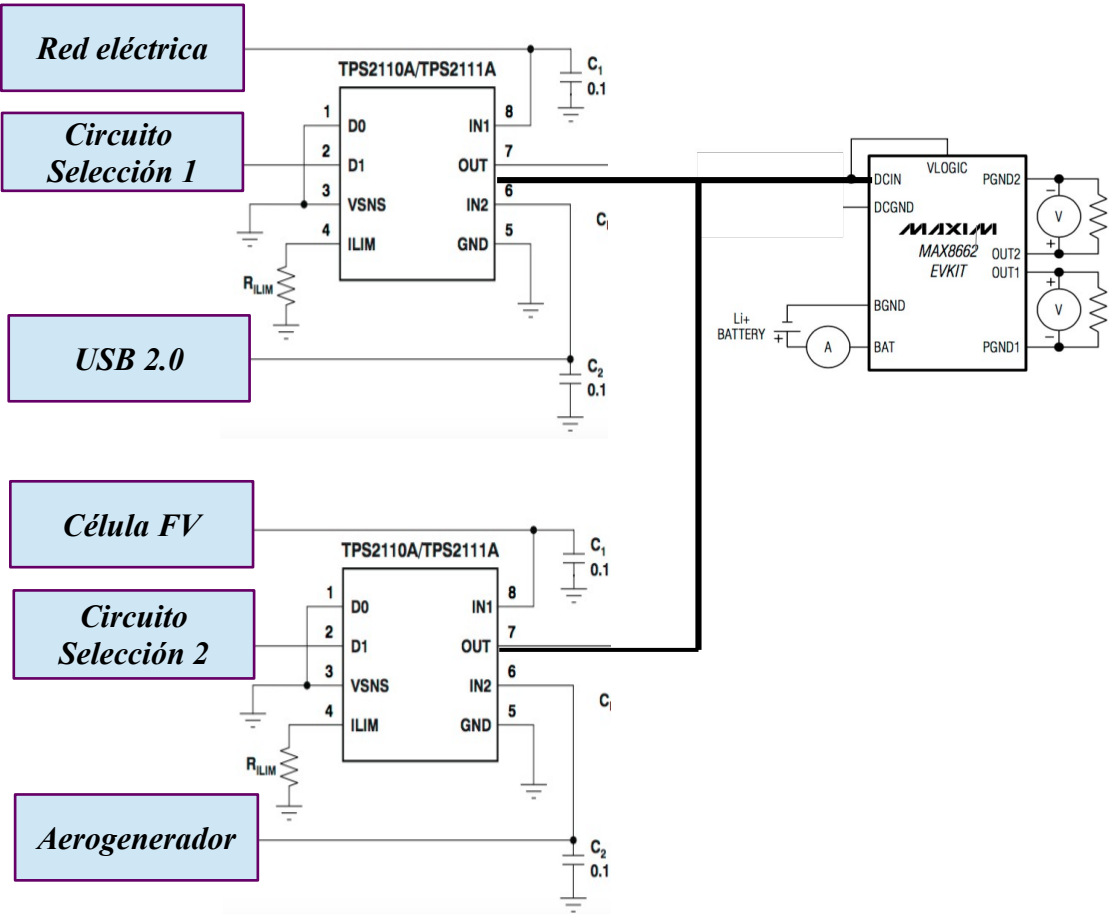 Red eléctrica
Circuito
Selección 1
USB 2.0
TPS2110A/TPS2111A
1
D0
2
D1
3
VSNS
4
ILIM
8
IN1
7
OUT
6
IN2
5
GND
C1
0.1
RILIM
C2
0.1
VLOGIC
DCIN
DCGND
PGND2
MAXIM
MAX8662
EVKIT
OUT2
OUT1
BGND
BAT
PGND1
Li+
BATTERY
+
A
−
V
+
+
V
−
Célula FV
Circuito
Selección 2
Aerogenerador
TPS2110A/TPS2111A
1
D0
2
D1
3
VSNS
4
ILIM
8
IN1
7
OUT
6
IN2
5
GND
C1
0.1
RILIM
C2
0.1